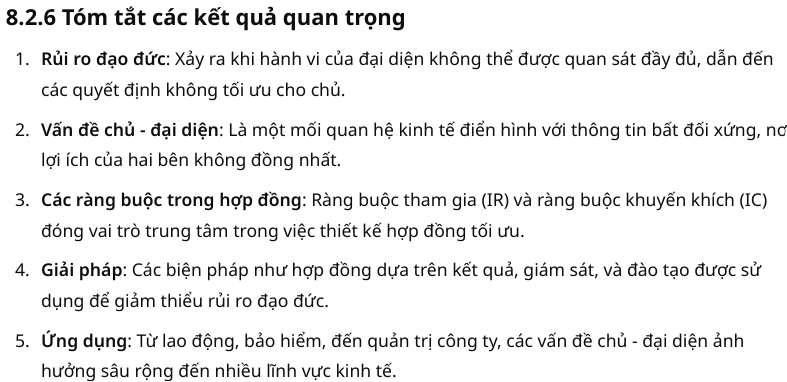 8.2.6 Tóm tắt các kết quả quan trọng
1. Rủi ro đạo đức: Xảy ra khi hành vi của đại diện không thể được quan sát đầy đủ, dẫn đến
các quyết định không tối ưu cho chủ.
2. Vấn đề chủ - đại diện: Là một mối quan hệ kinh tế điển hình với thông tin bất đối xứng, nơ
lợi ích của hai bên không đồng nhất.
3. Các ràng buộc trong hợp đồng: Ràng buộc tham gia (IR) và ràng buộc khuyến khích (IC)
đóng vai trò trung tâm trong việc thiết kế hợp đồng tối ưu.
4. Giải pháp: Các biện pháp như hợp đồng dựa trên kết quả, giám sát, và đào tạo được sử
dụng để giảm thiểu rủi ro đạo đức.
5. Ứng dụng: Từ lao động, bảo hiểm, đến quản trị công ty, các vấn đề chủ - đại diện ảnh
hưởng sâu rộng đến nhiều lĩnh vực kinh tế.